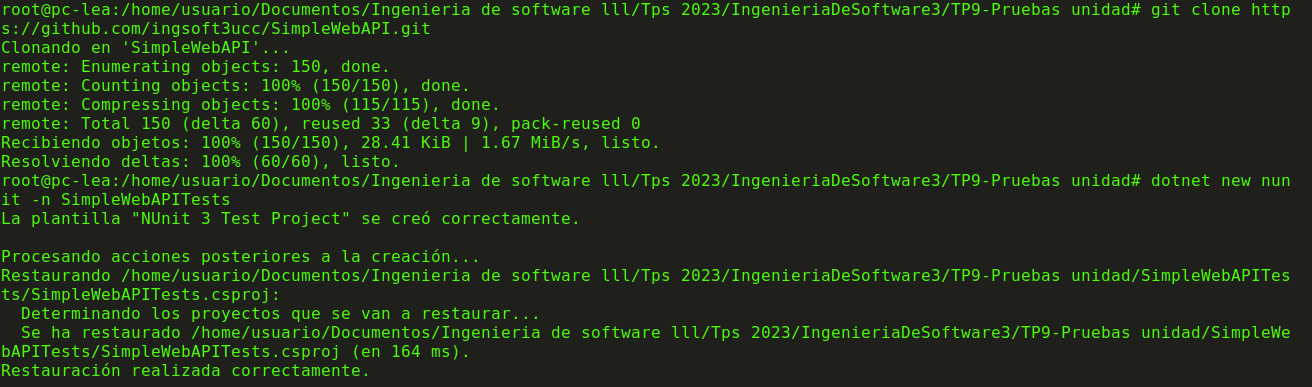 root@pc-lea:/home/usuario/Documentos/Ingenieria de software lll/Tps 2023/IngenieriaDeSoftware3/TP9-Pruebas unidad# git clone http
s://github.com/ingsoft3ucc/SimpleWebAPI.git
Clonando en 'SimpleWebAPI'...
remote: Enumerating objects: 150, done.
remote: Counting objects: 100% (150/150), done.
remote: Compressing objects: 100% (115/115), done.
remote: Total 150 (delta 60), reused 33 (delta 9), pack-reused 0
Recibiendo objetos: 100% (150/150), 28.41 KiB | 1.67 MiB/s, listo.
Resolviendo deltas: 100% (60/60), listo.
root@pc-lea:/home/usuario/Documentos/Ingenieria de software lll/Tps 2023/IngenieriaDeSoftware3/TP9-Pruebas unidad# dotnet new nun
it -n SimpleWebAPITests
La plantilla "NUnit 3 Test Project" se creó correctamente.

Procesando acciones posteriores a la creación...
Restaurando /home/usuario/Documentos/Ingenieria de software lll/Tps 2023/IngenieriaDeSoftware3/TP9-Pruebas unidad/SimpleWebAPITes
ts/SimpleWebAPITests.csproj:
  Determinando los proyectos que se van a restaurar...
  Se ha restaurado /home/usuario/Documentos/Ingenieria de software lll/Tps 2023/IngenieriaDeSoftware3/TP9-Pruebas unidad/SimpleWe
bAPITests/SimpleWebAPITests.csproj (en 164 ms).
Restauración realizada correctamente.